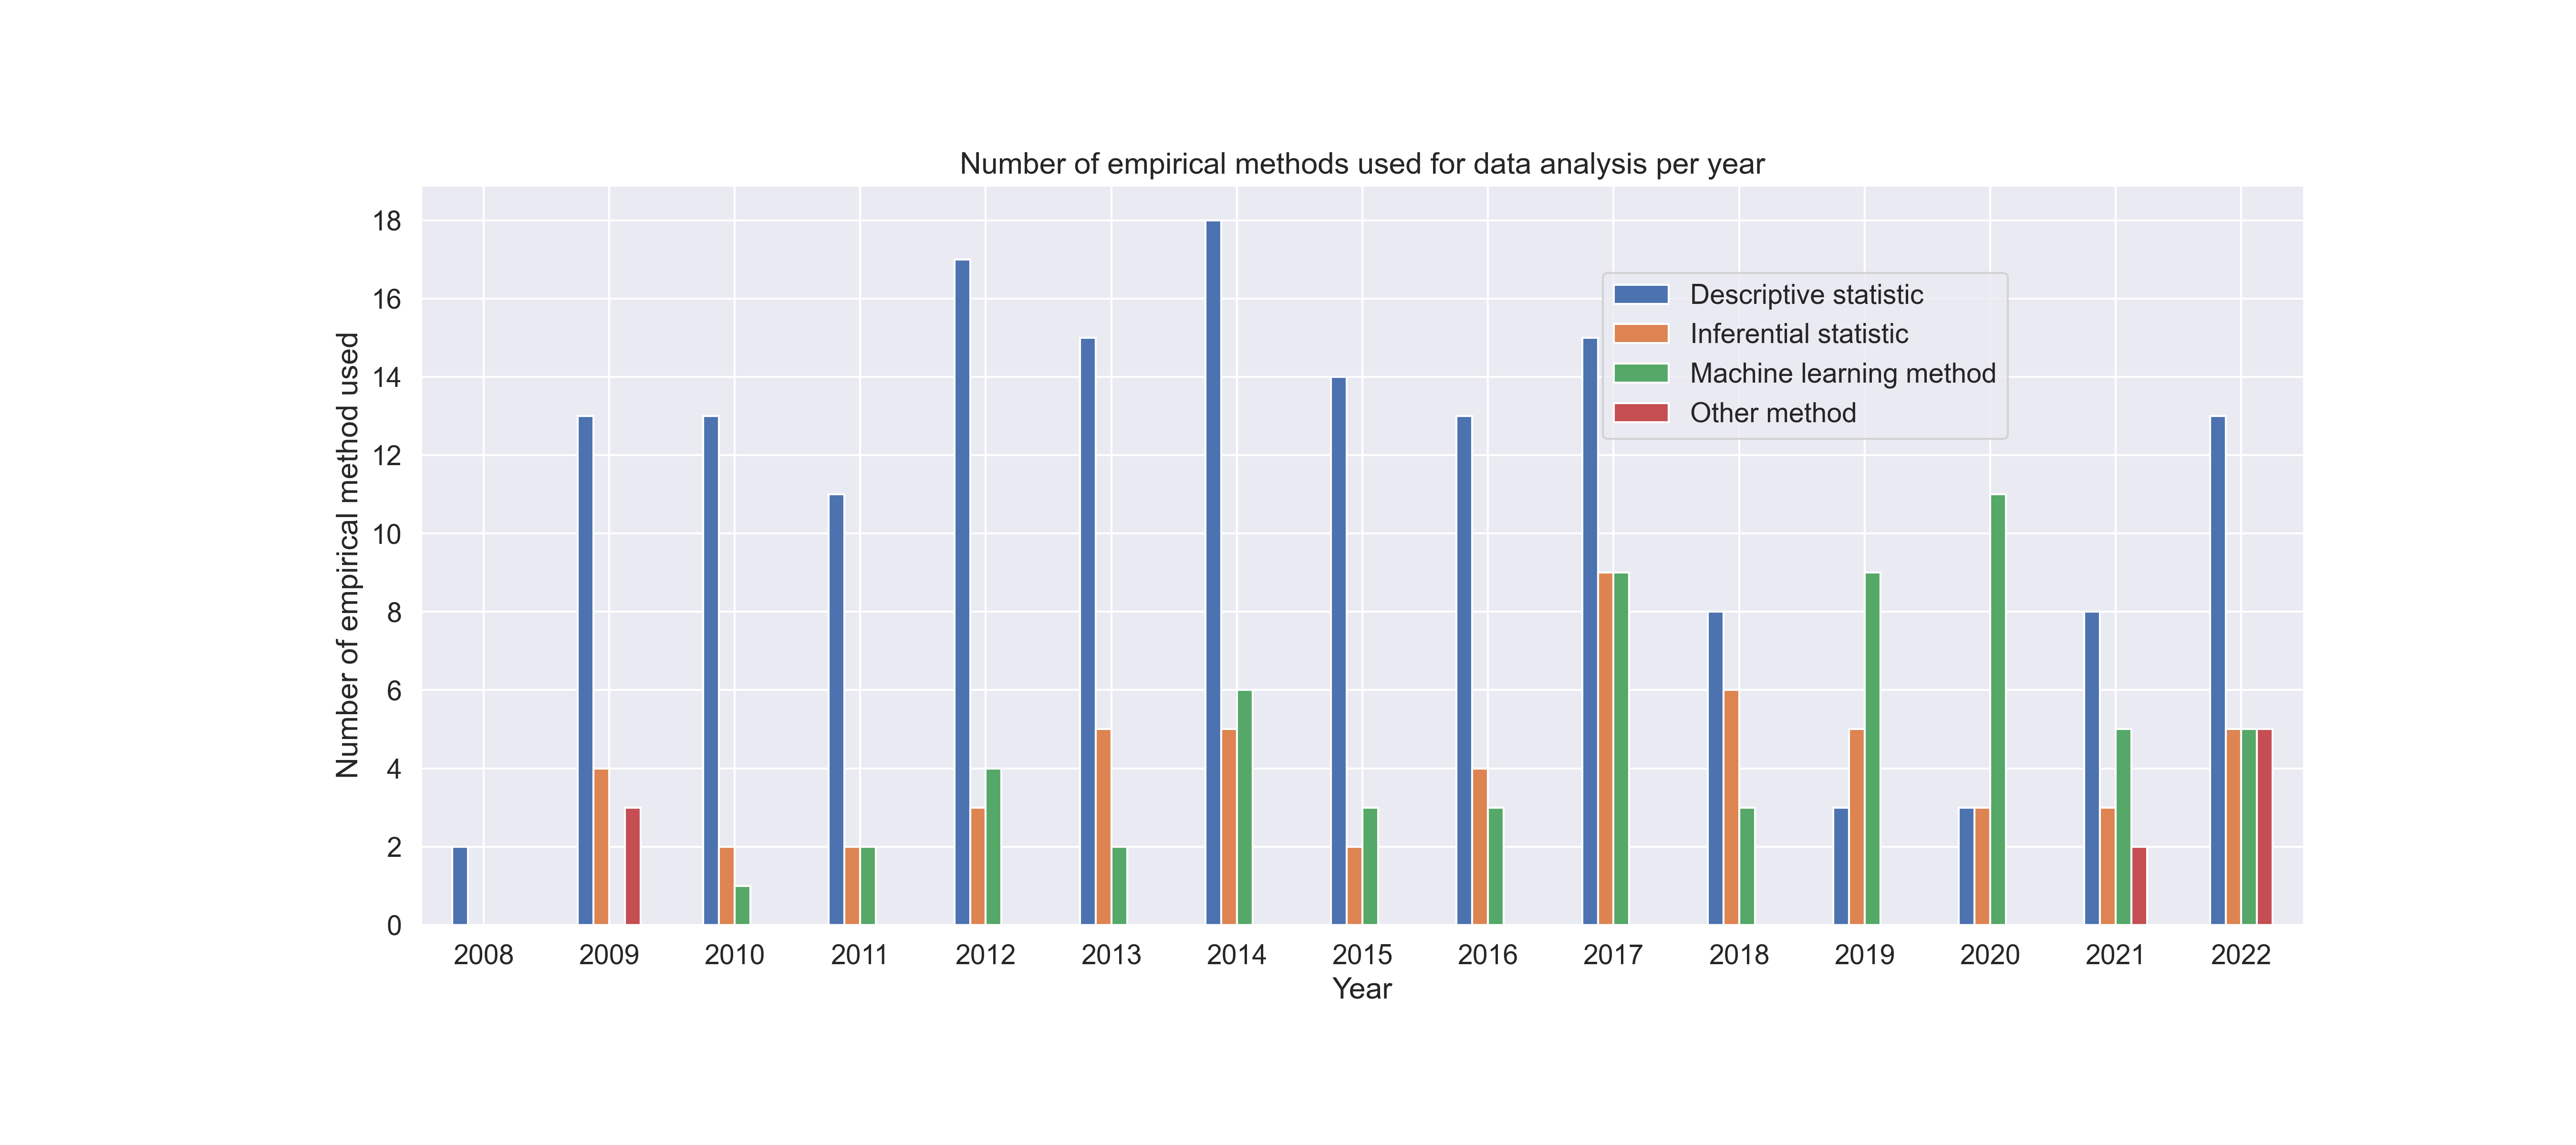 Number of empirical methods used for data analysis per year
Number of empirical method used
18
16
14
12
10
8
6
4
2
0
Descriptive statistic
Inferential statistic
Machine learning method
Other method
2008 2009 2010 2011 2012 2013 2014 2015 2016 2017 2018 2019 2020 2021 2022
Year